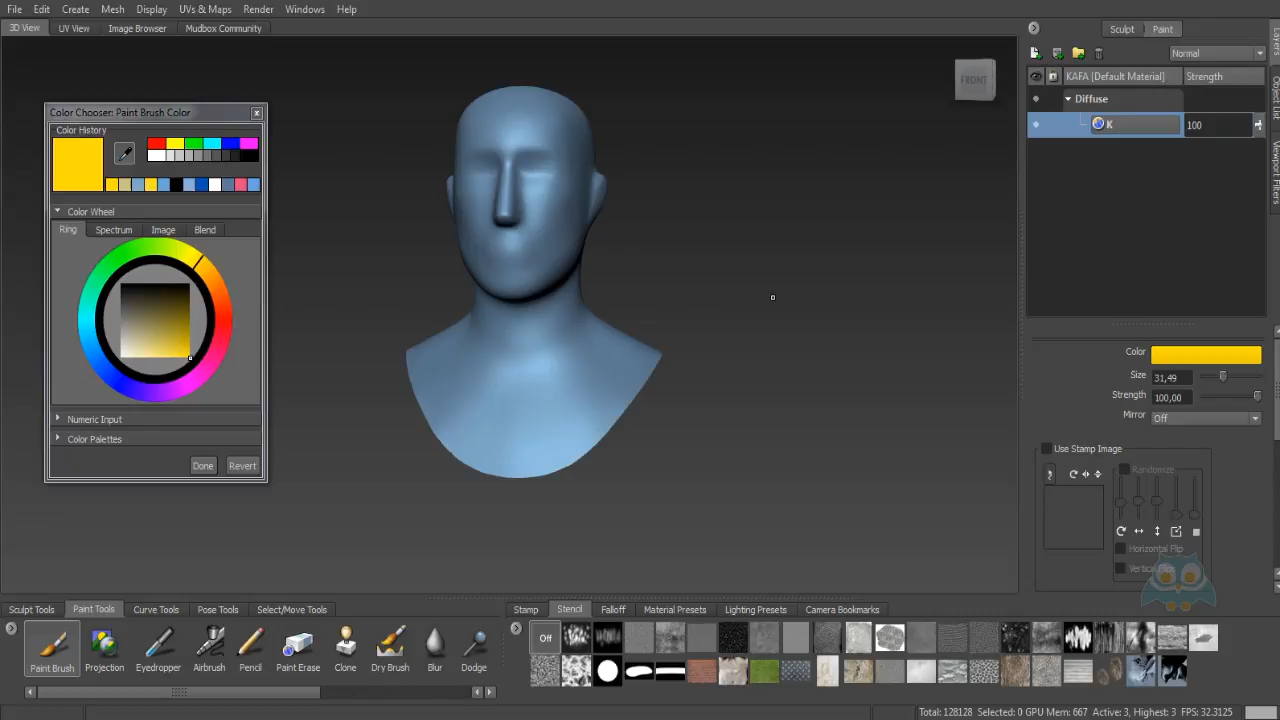 File Edit Create Mesh Display UVs & Maps Render Windows Help
3D View UV View Image Browser Mudbox Community
Sculpt Paint
Normal
KAFA [Default Material] Strength
Diffuse
K 100
Layers
Object List
Viewport Filters
FRONT
Color Chooser: Paint Brush Color
Color History
Color Wheel
Ring Spectrum Image Blend
Numeric Input
Color Palettes
Done Revert
Color
Size 31,49
Strength 100,00
Mirror Off
Use Stamp Image
Randomize
Horizontal Flip
Sculpt Tools Paint Tools Curve Tools Pose Tools Select/Move Tools
Paint Brush Projection Eyedropper Airbrush Pencil Paint Erase Clone Dry Brush Blur Dodge
Stamp Stencil Falloff Material Presets Lighting Presets Camera Bookmarks
Off
Total: 128128 Selected: 0 GPU Mem: 667 Active: 3, Highest: 3 FPS: 32.3125